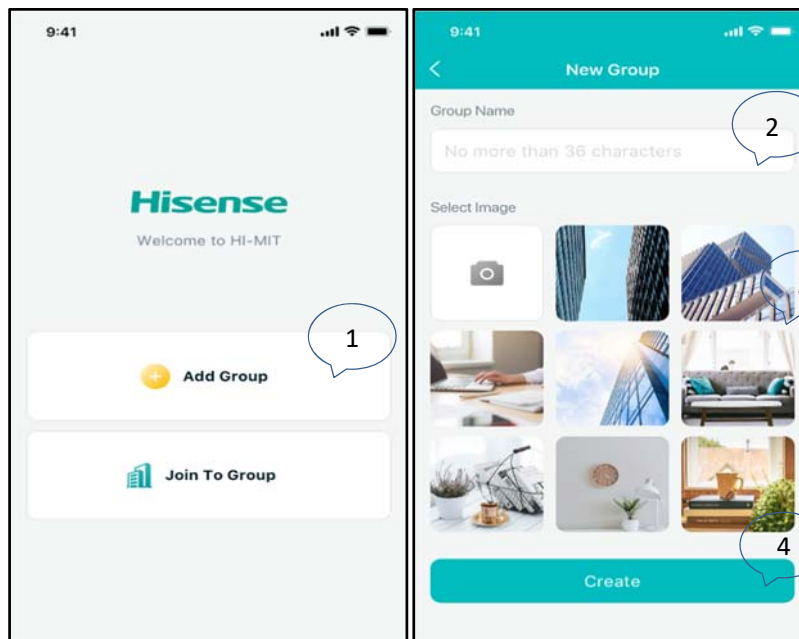 9:41
Hisense
Welcome to HI-MIT
1
Add Group
Join To Group
9:41
New Group
Group Name
2
No more than 36 characters
Select Image
4
Create